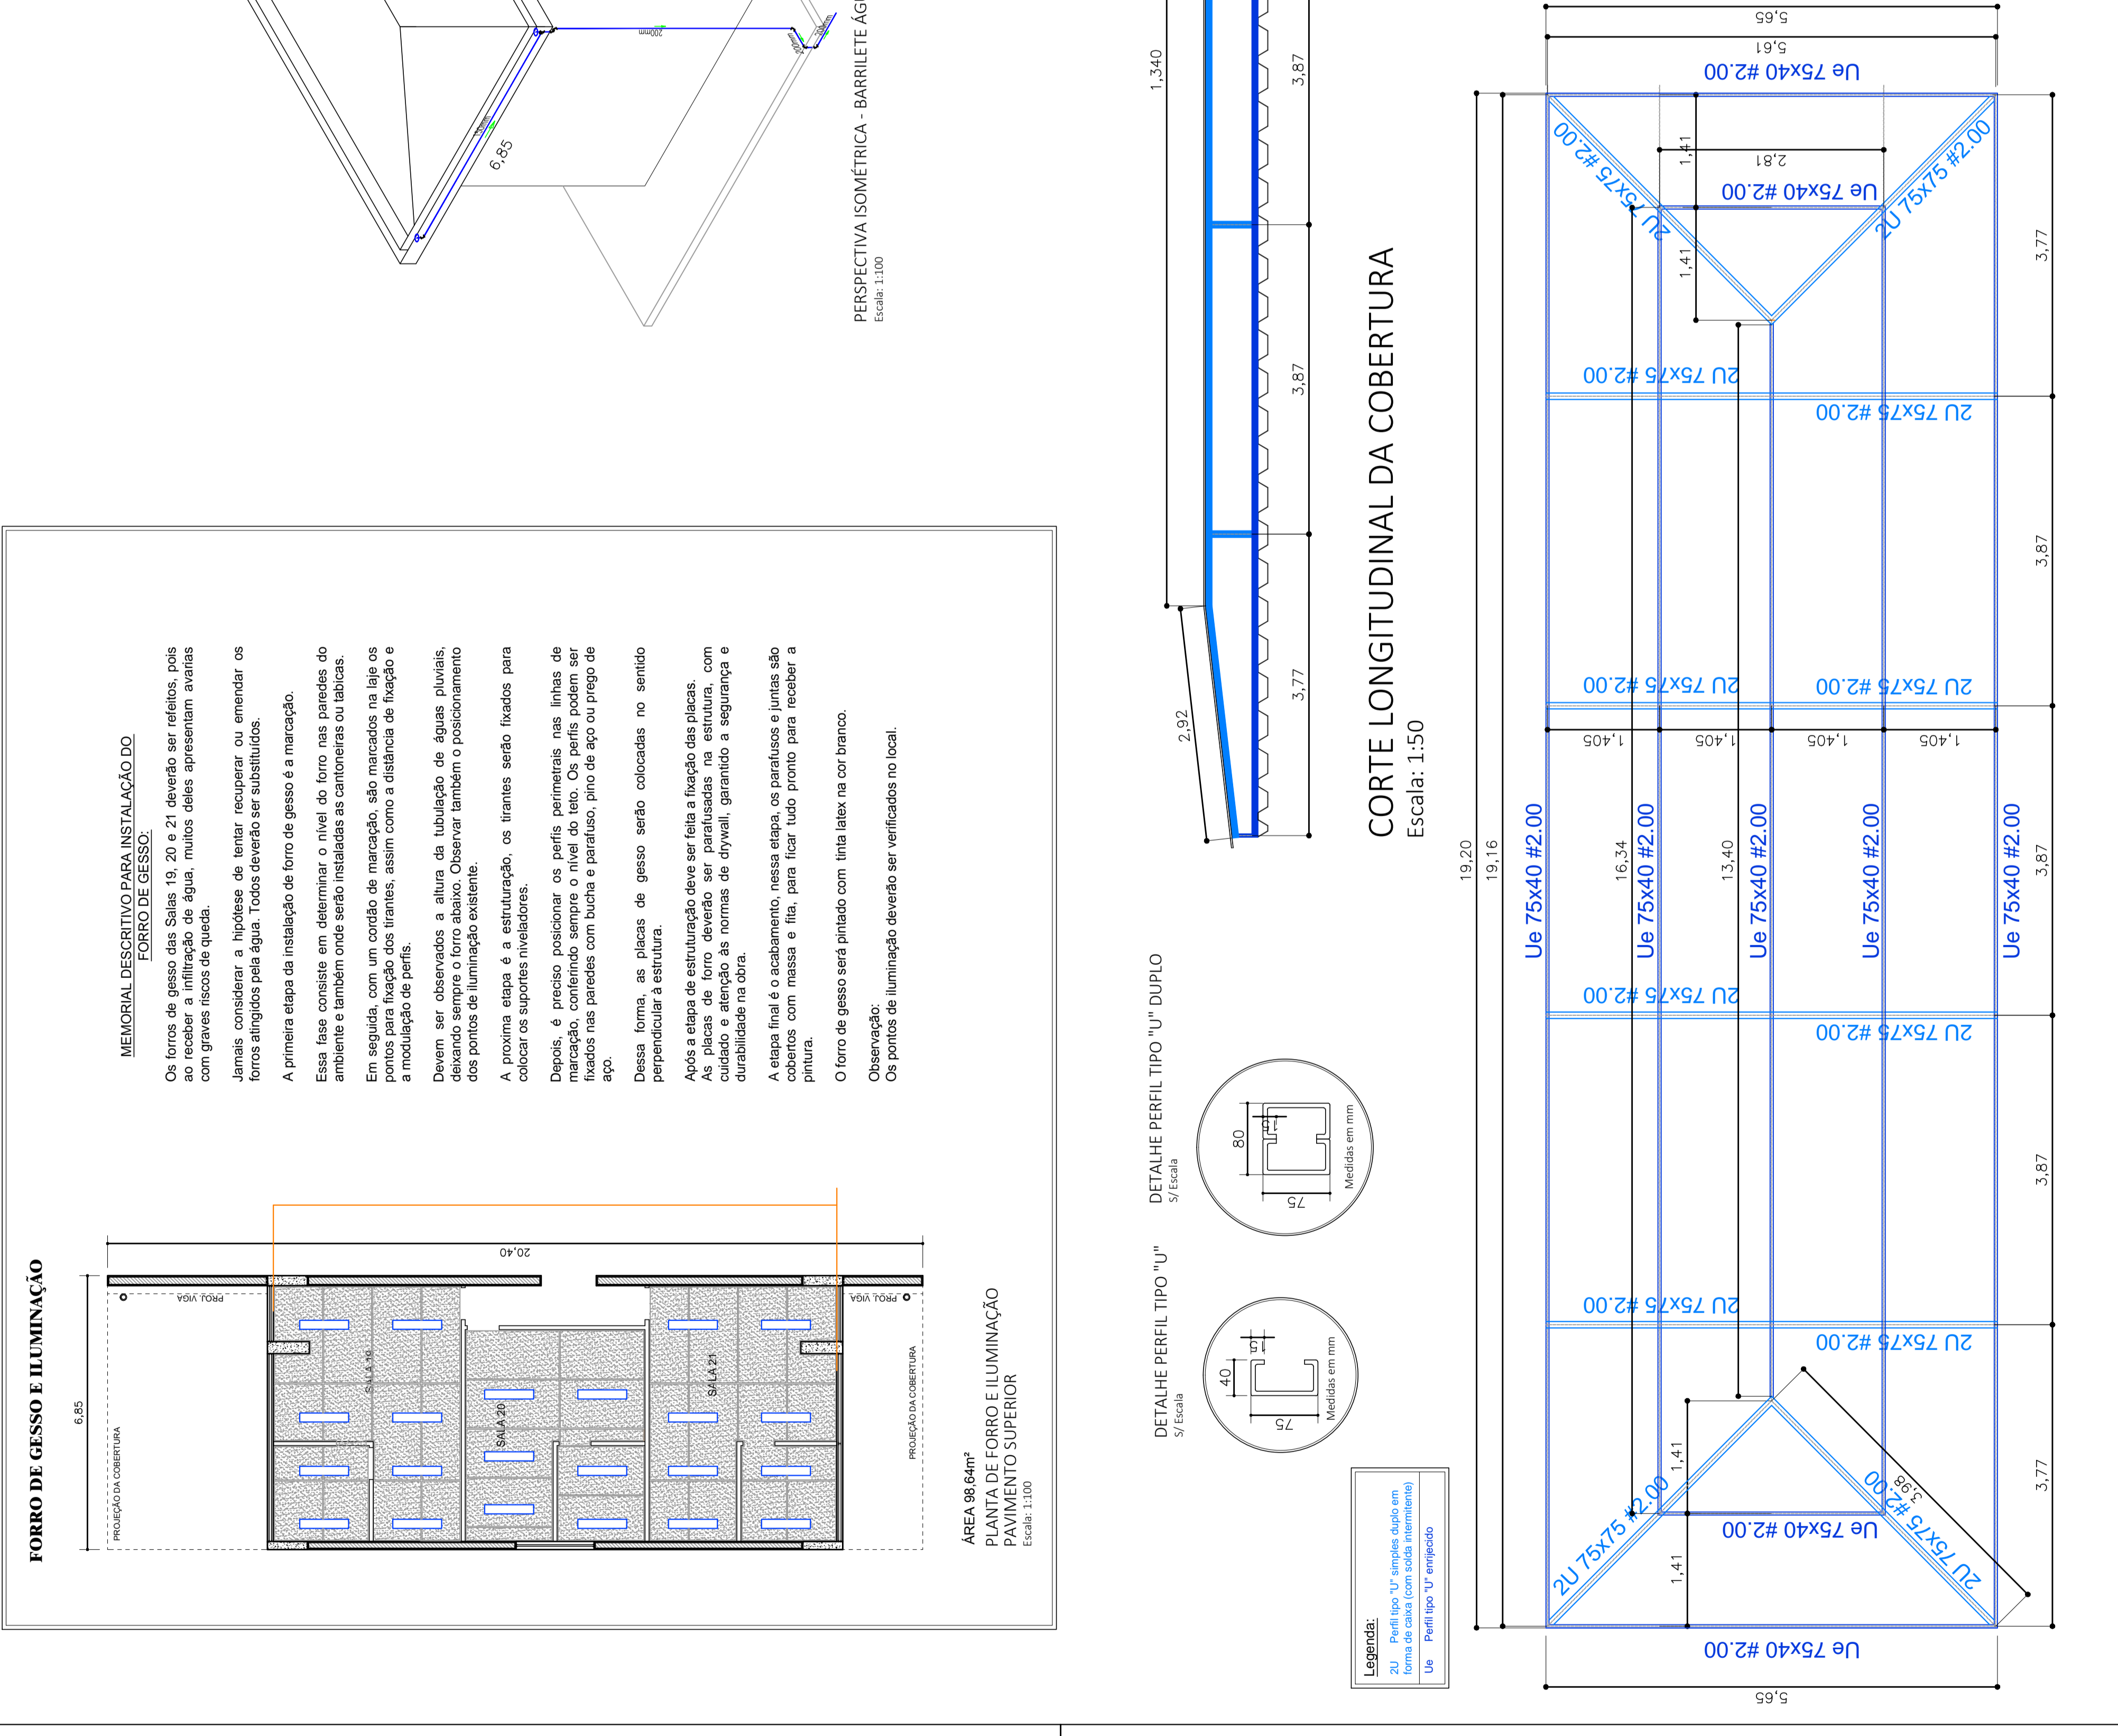 FORRO DE GESSO E ILUMINAÇÃO
6,85
PROJEÇÃO DA COBERTURA
PROJ. VIGA
20,40
SALA 19
SALA 20
SALA 21
PROJ. VIGA
PROJEÇÃO DA COBERTURA
ÁREA 98,64m²
PLANTA DE FORRO E ILUMINAÇÃO
PAVIMENTO SUPERIOR
Escala: 1:100
MEMORIAL DESCRITIVO PARA INSTALAÇÃO DO
FORRO DE GESSO:
Os forros de gesso das Salas 19, 20 e 21 deverão ser refeitos, pois
ao receber a infiltração de água, muitos deles apresentam avarias
com graves riscos de queda.
Jamais considerar a hipótese de tentar recuperar ou emendar os
forros atingidos pela água. Todos deverão ser substituídos.
A primeira etapa da instalação de forro de gesso é a marcação.
Essa fase consiste em determinar o nível do forro nas paredes do
ambiente e também onde serão instaladas as cantoneiras ou tabicas.
Em seguida, com um cordão de marcação, são marcados na laje os
pontos para fixação dos tirantes, assim como a distância de fixação e
a modulação de perfis.
Devem ser observados a altura da tubulação de águas pluviais,
deixando sempre o forro abaixo. Observar também o posicionamento
dos pontos de iluminação existente.
A proxima etapa é a estruturação, os tirantes serão fixados para
colocar os suportes niveladores.
Depois, é preciso posicionar os perfis perimetrais nas linhas de
marcação, conferindo sempre o nível do teto. Os perfis podem ser
fixados nas paredes com bucha e parafuso, pino de aço ou prego de
aço.
Dessa forma, as placas de gesso serão colocadas no sentido
perpendicular à estrutura.
Após a etapa de estruturação deve ser feita a fixação das placas.
As placas de forro deverão ser parafusadas na estrutura, com
cuidado e atenção às normas de drywall, garantido a segurança e
durabilidade na obra.
A etapa final é o acabamento, nessa etapa, os parafusos e juntas são
cobertos com massa e fita, para ficar tudo pronto para receber a
pintura.
O forro de gesso será pintado com tinta latex na cor branco.
Observação:
Os pontos de iluminação deverão ser verificados no local.
6,85
150mm
200mm
200mm
200mm
PERSPECTIVA ISOMÉTRICA - BARRILETE ÁGU
Escala: 1:100
Legenda:
2U Perfil tipo "U" simples duplo em
forma de caixa (com solda intermitente)
Ue Perfil tipo "U" enrijecido
DETALHE PERFIL TIPO "U"
S/ Escala
40
15
75
Medidas em mm
DETALHE PERFIL TIPO "U" DUPLO
S/ Escala
80
15
75
Medidas em mm
1,340
2,92
3,77
3,87
3,87
3,87
CORTE LONGITUDINAL DA COBERTURA
Escala: 1:50
19,20
19,16
16,34
13,40
5,65
5,65
5,61
Ue 75x40 #2.00
Ue 75x40 #2.00
Ue 75x40 #2.00
Ue 75x40 #2.00
Ue 75x40 #2.00
Ue 75x40 #2.00
Ue 75x40 #2.00
Ue 75x40 #2.00
Ue 75x40 #2.00
2U 75x75 #2.00
2U 75x75 #2.00
2U 75x75 #2.00
2U 75x75 #2.00
2U 75x75 #2.00
2U 75x75 #2.00
2U 75x75 #2.00
2U 75x75 #2.00
2U 75x75 #2.00
2U 75x75 #2.00
2U 75x75 #2.00
2U 75x75 #2.00
1,41
1,41
1,41
1,41
2,81
1,405
1,405
1,405
1,405
3,98
3,77
3,87
3,87
3,87
3,77